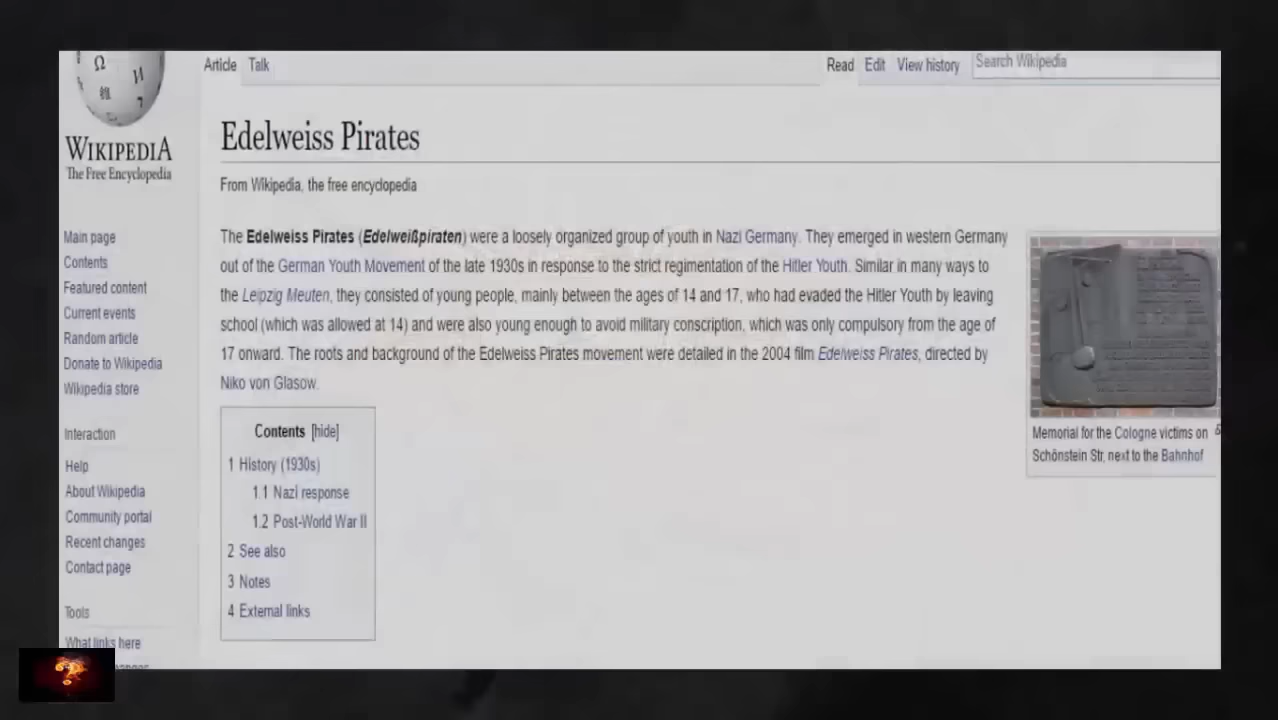 Article Talk
Read Edit View history Search Wikipedia
WIKIPEDIA
The Free Encyclopedia
Main page
Contents
Featured content
Current events
Random article
Donate to Wikipedia
Wikipedia store
Interaction
Help
About Wikipedia
Community portal
Recent changes
Contact page
Tools
What links here
Edelweiss Pirates
From Wikipedia, the free encyclopedia
The Edelweiss Pirates (Edelweißpiraten) were a loosely organized group of youth in Nazi Germany. They emerged in western Germany
out of the German Youth Movement of the late 1930s in response to the strict regimentation of the Hitler Youth. Similar in many ways to
the Leipzig Meuten, they consisted of young people, mainly between the ages of 14 and 17, who had evaded the Hitler Youth by leaving
school (which was allowed at 14) and were also young enough to avoid military conscription, which was only compulsory from the age of
17 onward. The roots and background of the Edelweiss Pirates movement were detailed in the 2004 film Edelweiss Pirates, directed by
Niko von Glasow.
Contents [hide]
1 History (1930s)
1.1 Nazi response
1.2 Post-World War II
2 See also
3 Notes
4 External links
Memorial for the Cologne victims on
Schönstein Str, next to the Bahnhof